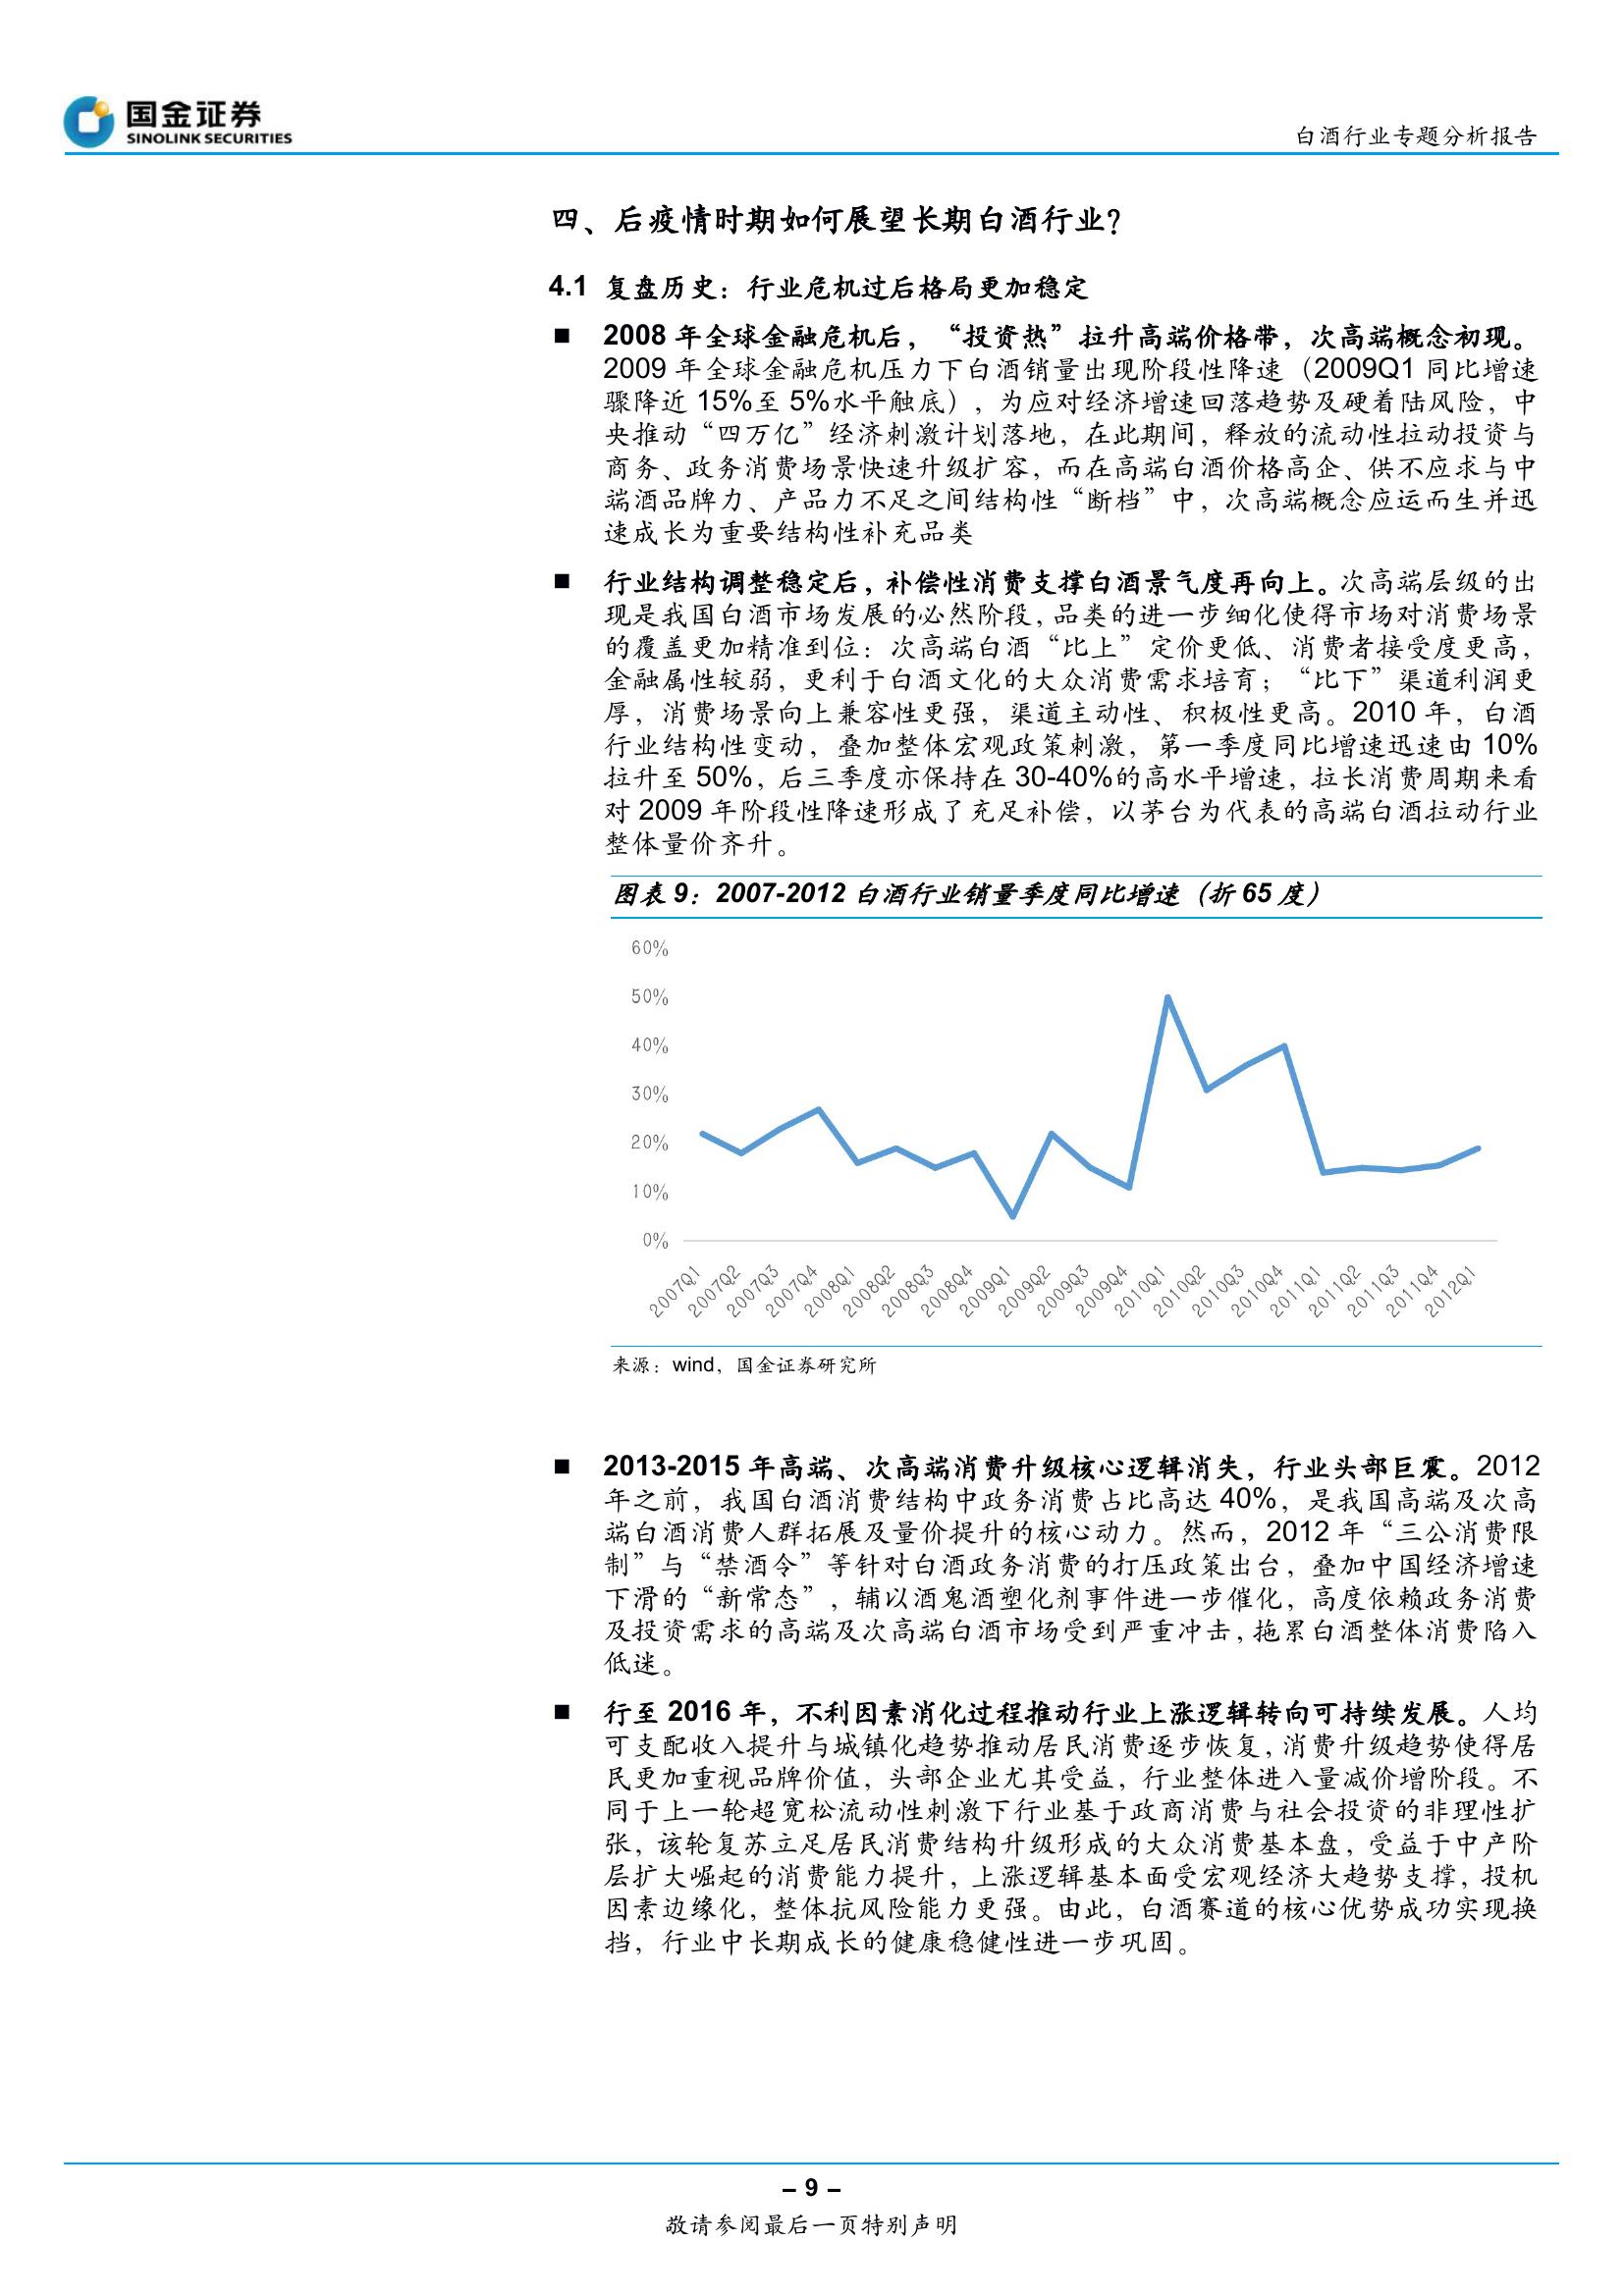 国金证券
SINOLINK SECURITIES
白酒行业专题分析报告
四、后疫情时期如何展望长期白酒行业?
4.1 复盘历史：行业危机过后格局更加稳定
■ 2008 年全球金融危机后，“投资热”拉升高端价格带，次高端概念初现。
2009 年全球金融危机压力下白酒销量出现阶段性降速（2009Q1 同比增速
骤降近 15%至 5%水平触底），为应对经济增速回落趋势及硬着陆风险，中
央推动“四万亿”经济刺激计划落地，在此期间，释放的流动性拉动投资与
商务、政务消费场景快速升级扩容，而在高端白酒价格高企、供不应求与中
端酒品牌力、产品力不足之间结构性“断档”中，次高端概念应运而生并迅
速成长为重要结构性补充品类
■ 行业结构调整稳定后，补偿性消费支撑白酒景气度再向上。次高端层级的出
现是我国白酒市场发展的必然阶段，品类的进一步细化使得市场对消费场景
的覆盖更加精准到位：次高端白酒“比上”定价更低、消费者接受度更高，
金融属性较弱，更利于白酒文化的大众消费需求培育；“比下”渠道利润更
厚，消费场景向上兼容性更强，渠道主动性、积极性更高。2010 年，白酒
行业结构性变动，叠加整体宏观政策刺激，第一季度同比增速迅速由 10%
拉升至 50%，后三季度亦保持在 30-40%的高水平增速，拉长消费周期来看
对 2009 年阶段性降速形成了充足补偿，以茅台为代表的高端白酒拉动行业
整体量价齐升。
图表 9：2007-2012 白酒行业销量季度同比增速（折 65 度）
60%
50%
40%
30%
20%
10%
0%
2007Q1
2007Q2
2007Q3
2007Q4
2008Q1
2008Q2
2008Q3
2008Q4
2009Q1
2009Q2
2009Q3
2009Q4
2010Q1
2010Q2
2010Q3
2010Q4
2011Q1
2011Q2
2011Q3
2011Q4
2012Q1
来源：wind，国金证券研究所
■ 2013-2015 年高端、次高端消费升级核心逻辑消失，行业头部巨震。2012
年之前，我国白酒消费结构中政务消费占比高达 40%，是我国高端及次高
端白酒消费人群拓展及量价提升的核心动力。然而，2012 年“三公消费限
制”与“禁酒令”等针对白酒政务消费的打压政策出台，叠加中国经济增速
下滑的“新常态”，辅以酒鬼酒塑化剂事件进一步催化，高度依赖政务消费
及投资需求的高端及次高端白酒市场受到严重冲击，拖累白酒整体消费陷入
低迷。
■ 行至 2016 年，不利因素消化过程推动行业上涨逻辑转向可持续发展。人均
可支配收入提升与城镇化趋势推动居民消费逐步恢复，消费升级趋势使得居
民更加重视品牌价值，头部企业尤其受益，行业整体进入量减价增阶段。不
同于上一轮超宽松流动性刺激下行业基于政商消费与社会投资的非理性扩
张，该轮复苏立足居民消费结构升级形成的大众消费基本盘，受益于中产阶
层扩大崛起的消费能力提升，上涨逻辑基本面受宏观经济大趋势支撑，投机
因素边缘化，整体抗风险能力更强。由此，白酒赛道的核心优势成功实现换
挡，行业中长期成长的健康稳健性进一步巩固。
- 9 -
敬请参阅最后一页特别声明